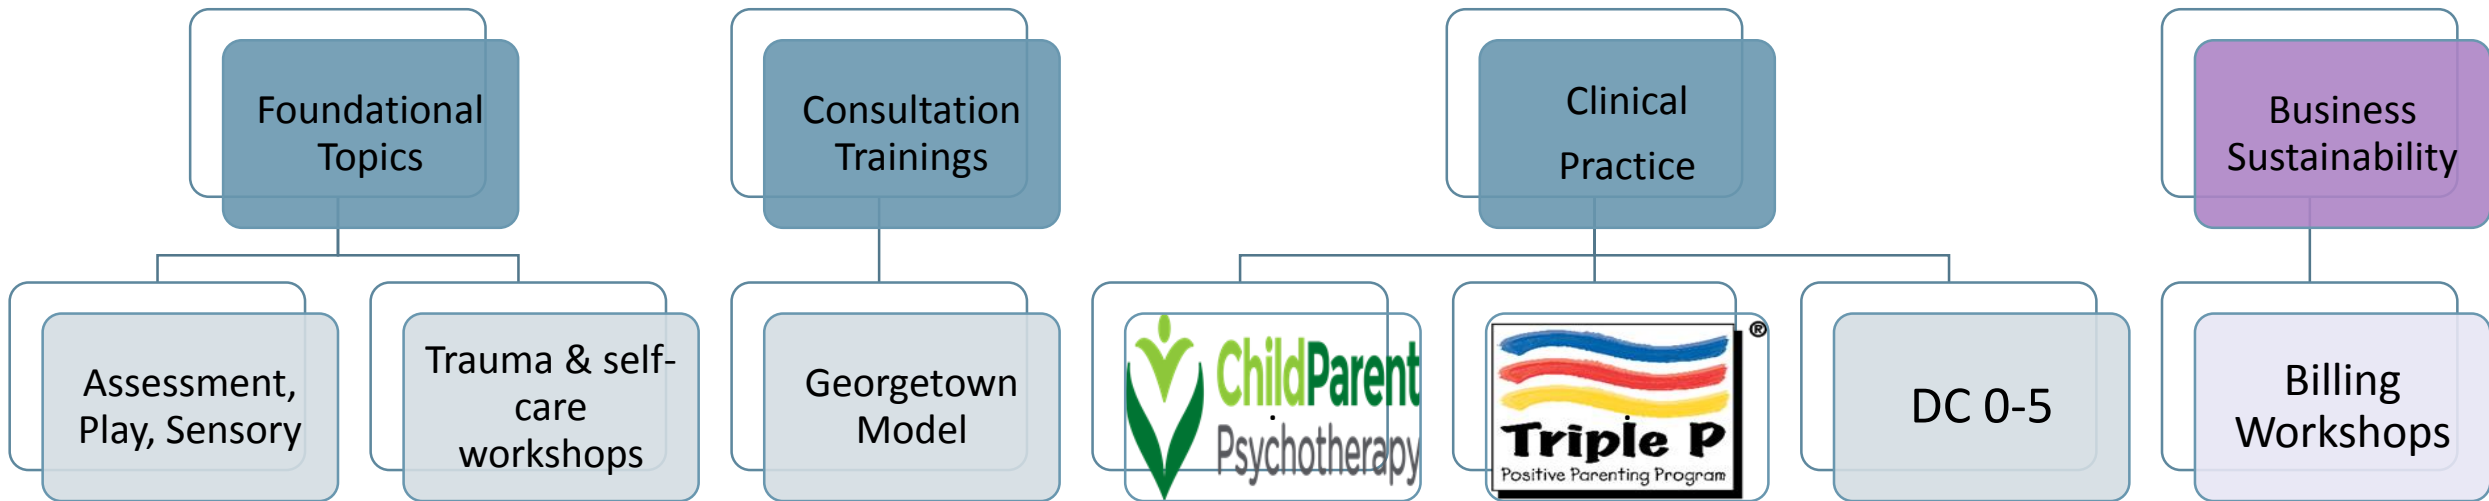 Foundational
Topics
Consultation
Trainings
Clinical
Practice
Business
Sustainability
Assessment,
Play, Sensory
Trauma & self-
care
workshops
Georgetown
Model
ChildParent
Psychotherapy
.
Triple P
Positive Parenting Program
®
.
DC 0-5
Billing
Workshops